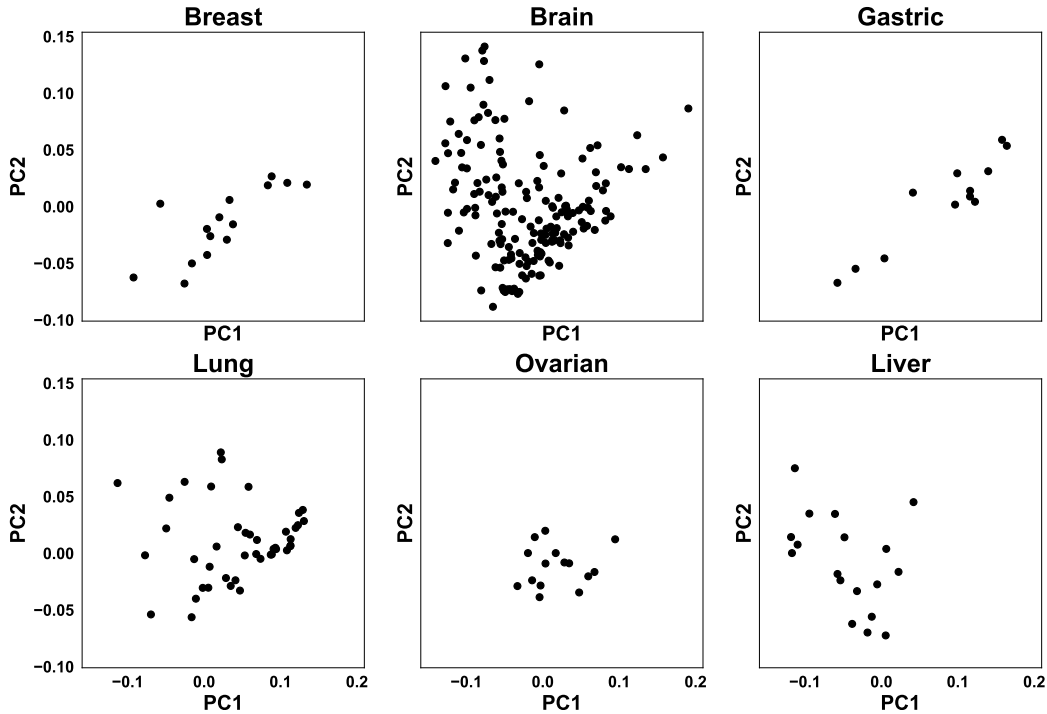 Breast Brain Gastric
0.15
0.10
0.05
0.00
−0.05
−0.10
PC2 PC2 PC2
PC1 PC1 PC1
Lung Ovarian Liver
0.15
0.10
0.05
0.00
−0.05
−0.10
PC2 PC2 PC2
−0.1 0.0 0.1 0.2 −0.1 0.0 0.1 0.2 −0.1 0.0 0.1 0.2
PC1 PC1 PC1